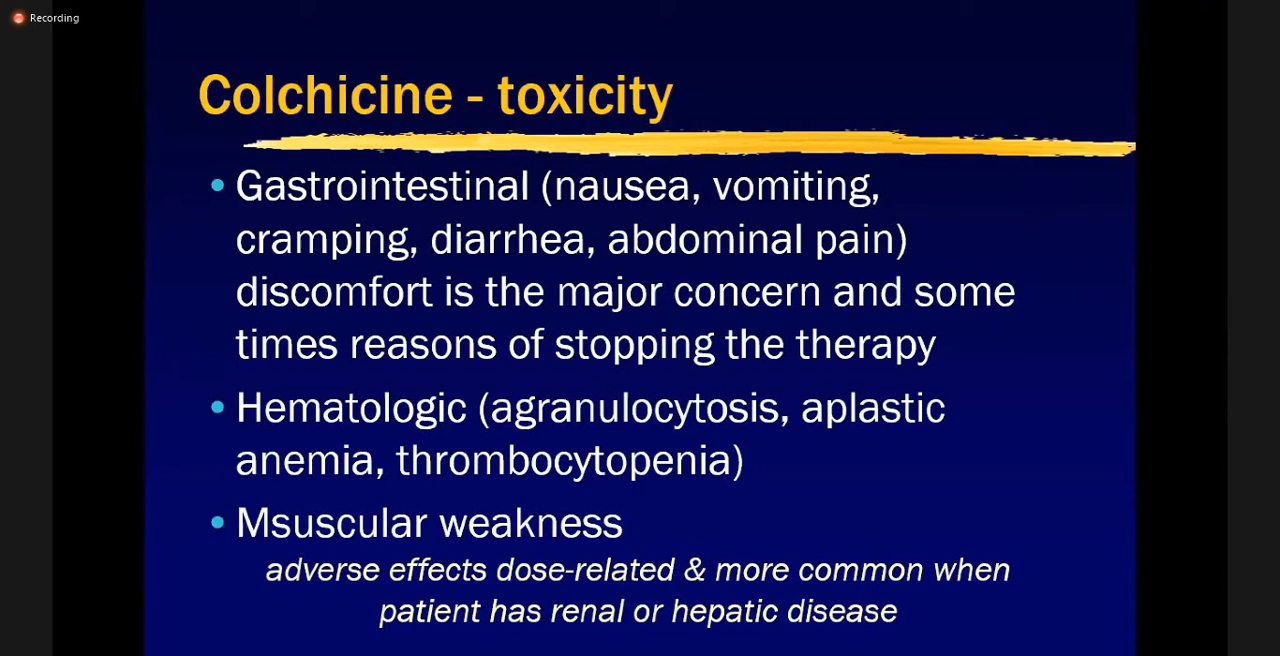 Recording
Colchicine - toxicity
• Gastrointestinal (nausea, vomiting,
cramping, diarrhea, abdominal pain)
discomfort is the major concern and some
times reasons of stopping the therapy
• Hematologic (agranulocytosis, aplastic
anemia, thrombocytopenia)
• Msuscular weakness
adverse effects dose-related & more common when
patient has renal or hepatic disease